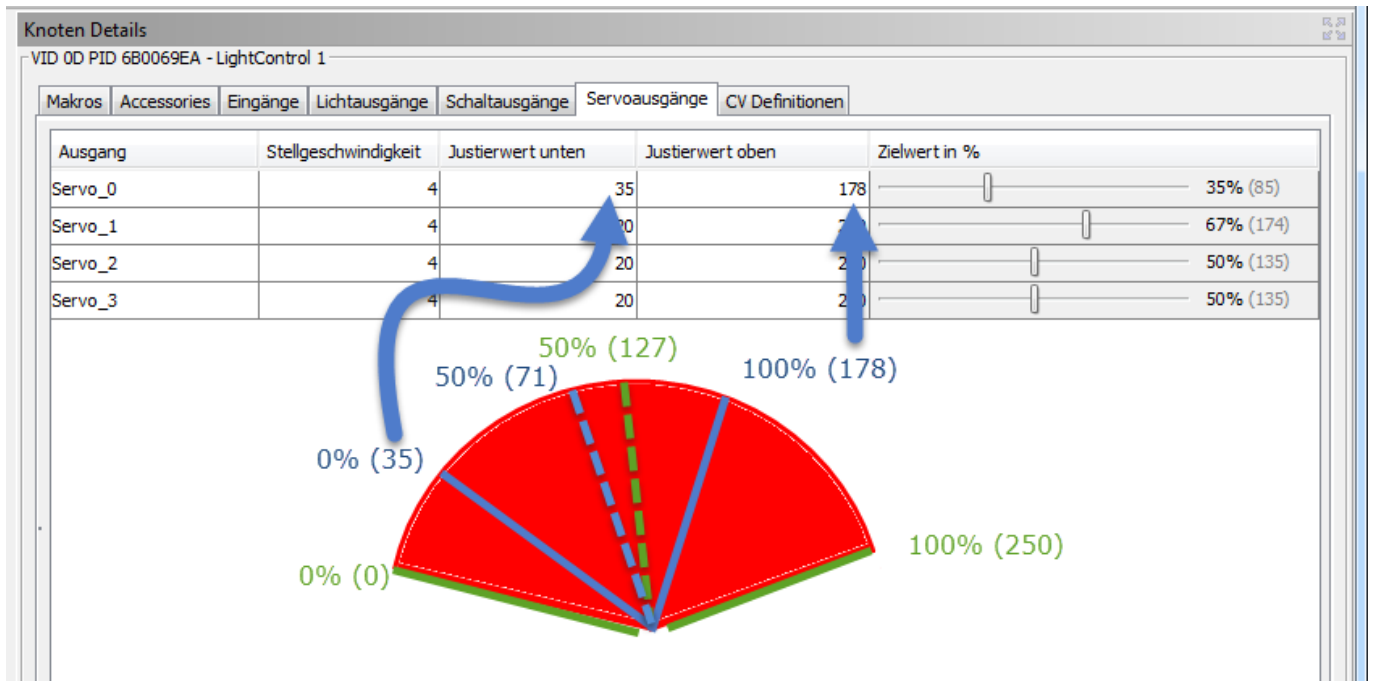 Knoten Details
VID 0D PID 6B0069EA - LightControl 1
Makros Accessories Eingänge Lichtausgänge Schaltausgänge Servoausgänge CV Definitionen
Ausgang Stellgeschwindigkeit Justierwert unten Justierwert oben Zielwert in %
Servo_0 4 35 178 35% (85)
Servo_1 4 20 67% (174)
Servo_2 4 20 50% (135)
Servo_3 4 20 50% (135)
50% (127)
50% (71)
100% (178)
0% (35)
100% (250)
0% (0)